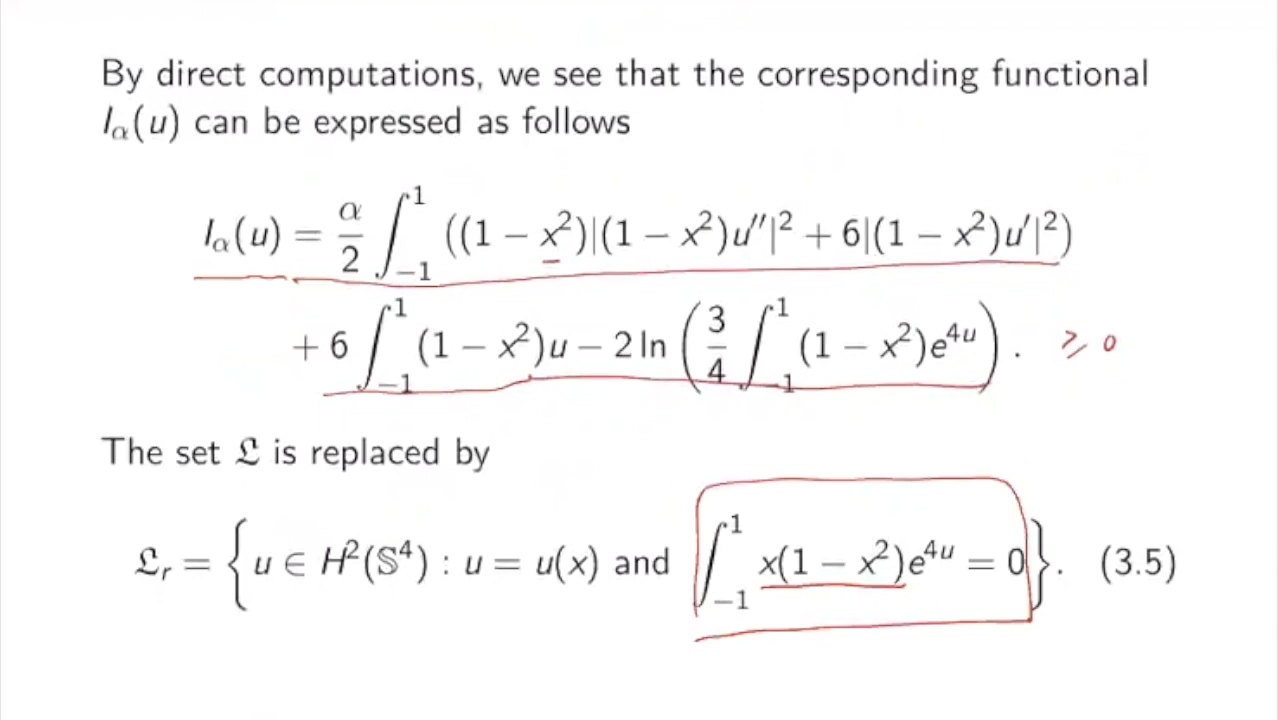 By direct computations, we see that the corresponding functional
I_α(u) can be expressed as follows
I_α(u) = α/2 ∫_{-1}^{1} ((1 − x²)|(1 − x²)u″|² + 6|(1 − x²)u′|²)
+ 6 ∫_{-1}^{1} (1 − x²)u − 2 ln (3/4 ∫_{-1}^{1} (1 − x²)e^{4u}) . ⩾ 0
The set 𝔏 is replaced by
𝔏_r = { u ∈ H²(𝕊⁴) : u = u(x) and ∫_{-1}^{1} x(1 − x²)e^{4u} = 0 } . (3.5)